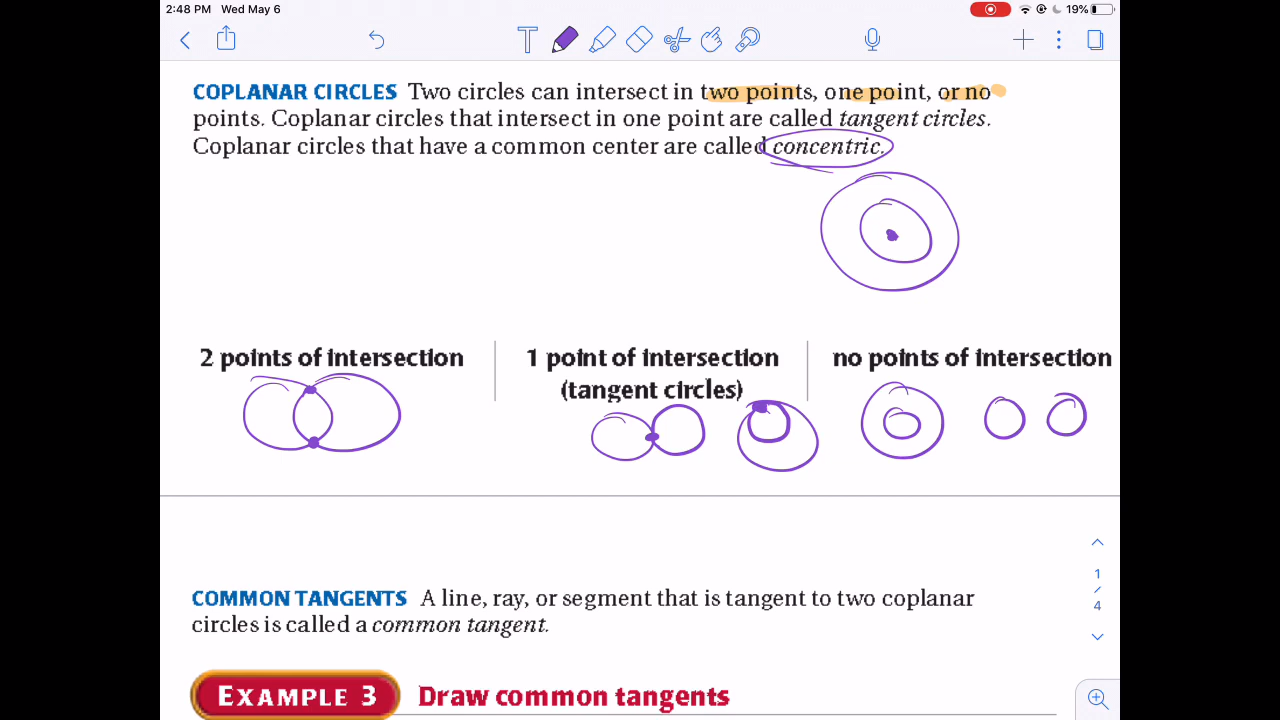 2:48 PM Wed May 6
19%
COPLANAR CIRCLES Two circles can intersect in two points, one point, or no
points. Coplanar circles that intersect in one point are called tangent circles.
Coplanar circles that have a common center are called concentric.
2 points of intersection
1 point of intersection
(tangent circles)
no points of intersection
1
/
4
COMMON TANGENTS A line, ray, or segment that is tangent to two coplanar
circles is called a common tangent.
EXAMPLE 3 Draw common tangents